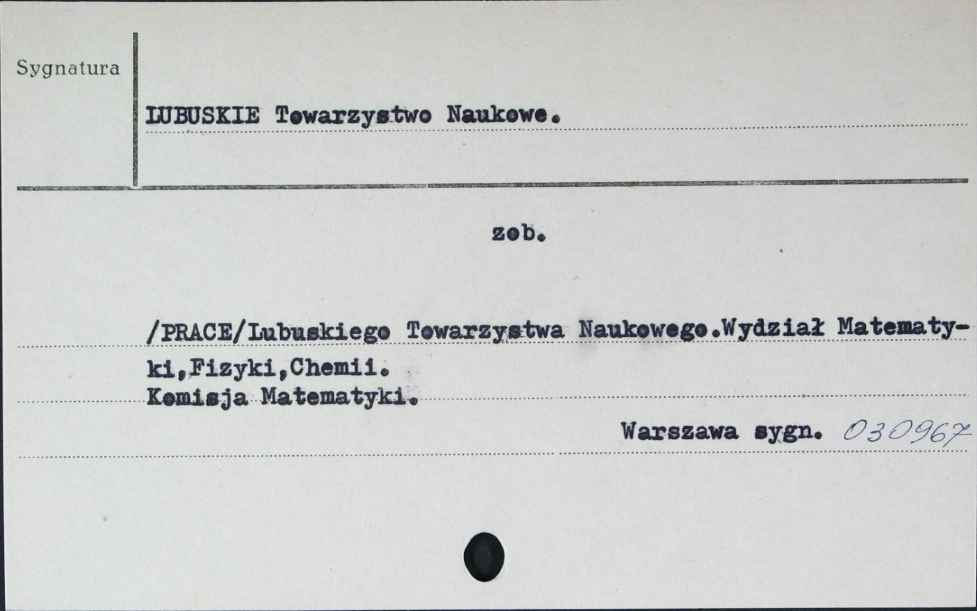 Sygnatura
LUBUSKIE Towarzystwo Naukowe.
zob.
/PRACE/Lubuskiego Towarzystwa Naukowego.Wydział Matematy-
ki,Fizyki,Chemii.
Komisja Matematyki.
Warszawa sygn. 030967